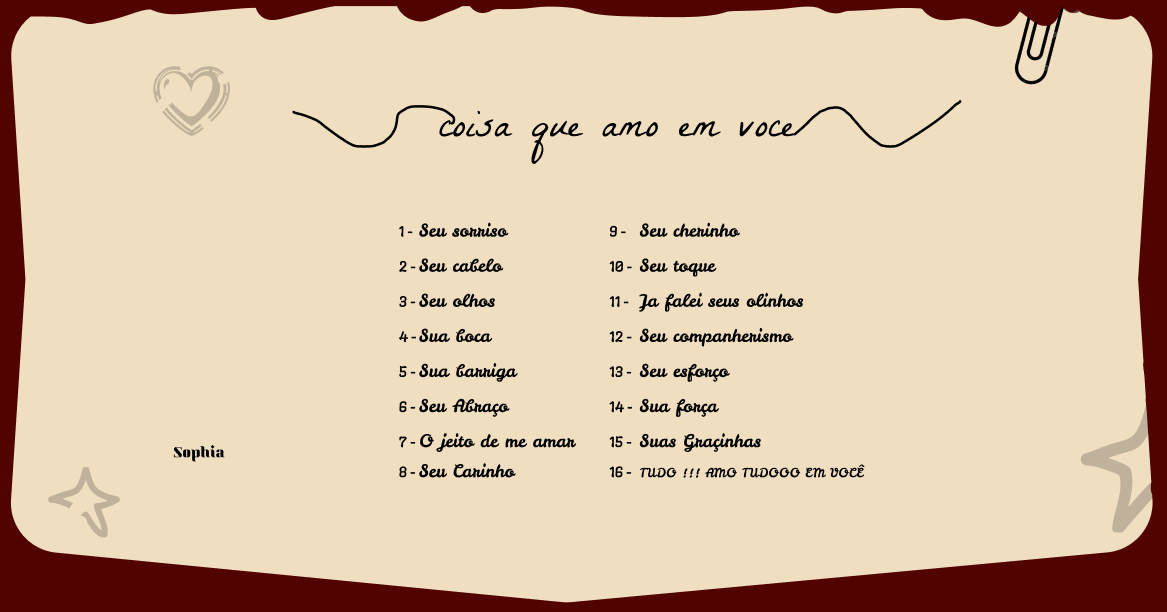 coisa que amo em voce
1 - Seu sorriso
2 - Seu cabelo
3 - Seu olhos
4 - Sua boca
5 - Sua barriga
6 - Seu Abraço
7 - O jeito de me amar
8 - Seu Carinho
9 - Seu cherinho
10 - Seu toque
11 - Ja falei seus olinhos
12 - Seu companherismo
13 - Seu esforço
14 - Sua força
15 - Suas Graçinhas
16 - TUDO !!! AMO TUDOOO EM VOCÊ
Sophia